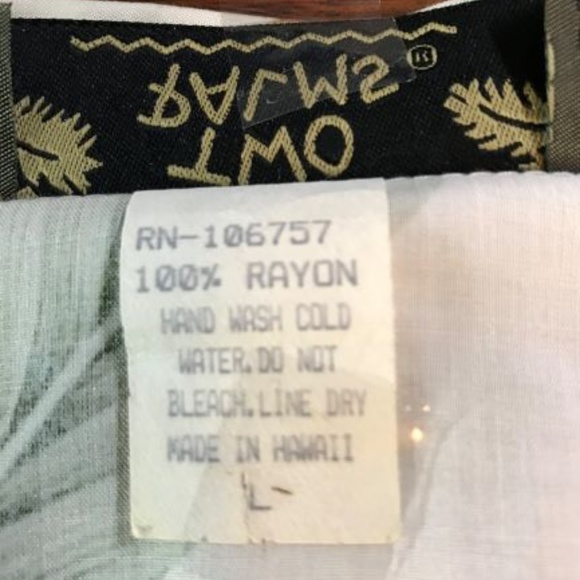 TWO
PALMS®
RN-106757
100% RAYON
HAND WASH COLD
WATER.DO NOT
BLEACH.LINE DRY
MADE IN HAWAII
L